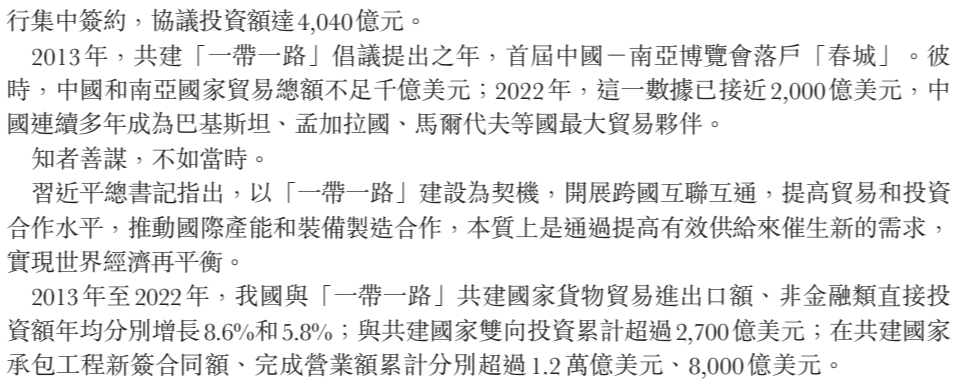 行集中簽約，協議投資額達4,040億元。
2013年，共建「一帶一路」倡議提出之年，首屆中國－南亞博覽會落戶「春城」。彼
時，中國和南亞國家貿易總額不足千億美元；2022年，這一數據已接近2,000億美元，中
國連續多年成為巴基斯坦、孟加拉國、馬爾代夫等國最大貿易夥伴。
知者善謀，不如當時。
習近平總書記指出，以「一帶一路」建設為契機，開展跨國互聯互通，提高貿易和投資
合作水平，推動國際產能和裝備製造合作，本質上是通過提高有效供給來催生新的需求，
實現世界經濟再平衡。
2013年至2022年，我國與「一帶一路」共建國家貨物貿易進出口額、非金融類直接投
資額年均分別增長8.6%和5.8%；與共建國家雙向投資累計超過2,700億美元；在共建國家
承包工程新簽合同額、完成營業額累計分別超過1.2萬億美元、8,000億美元。